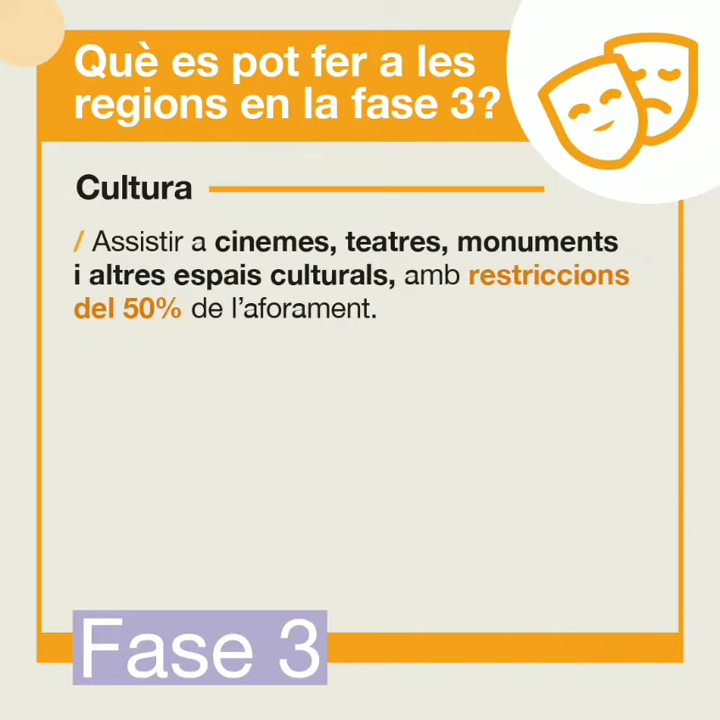 Què es pot fer a les
regions en la fase 3?
Cultura
/ Assistir a cinemes, teatres, monuments
i altres espais culturals, amb restriccions
del 50% de l’aforament.
Fase 3